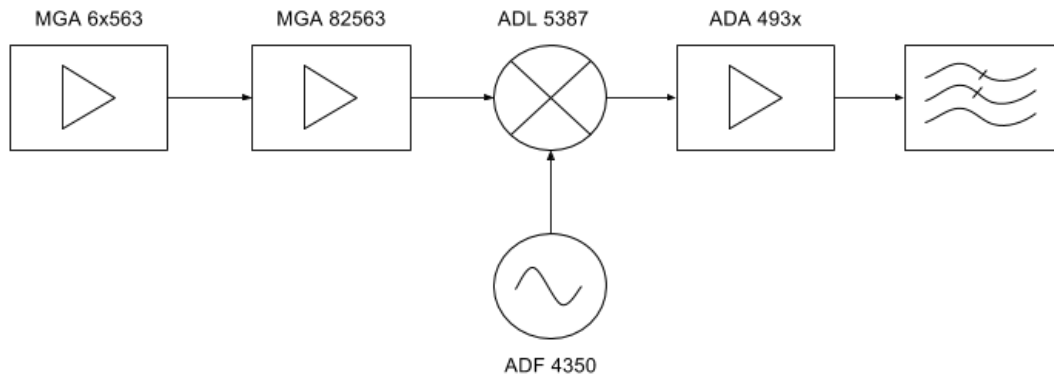 MGA 6x563
MGA 82563
ADL 5387
ADA 493x
ADF 4350